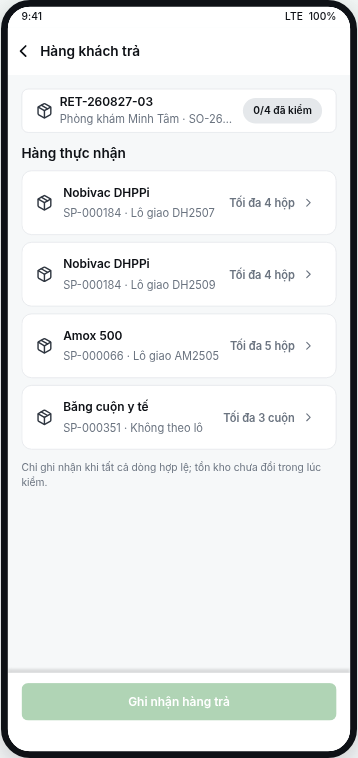 9:41
LTE 100%
Hàng khách trả
RET-260827-03
Phòng khám Minh Tâm · SO-26...
0/4 đã kiểm
Hàng thực nhận
Nobivac DHPPi
SP-000184 · Lô giao DH2507
Tối đa 4 hộp
Nobivac DHPPi
SP-000184 · Lô giao DH2509
Tối đa 4 hộp
Amox 500
SP-000066 · Lô giao AM2505
Tối đa 5 hộp
Băng cuộn y tế
SP-000351 · Không theo lô
Tối đa 3 cuộn
Chỉ ghi nhận khi tất cả dòng hợp lệ; tồn kho chưa đổi trong lúc
kiểm.
Ghi nhận hàng trả